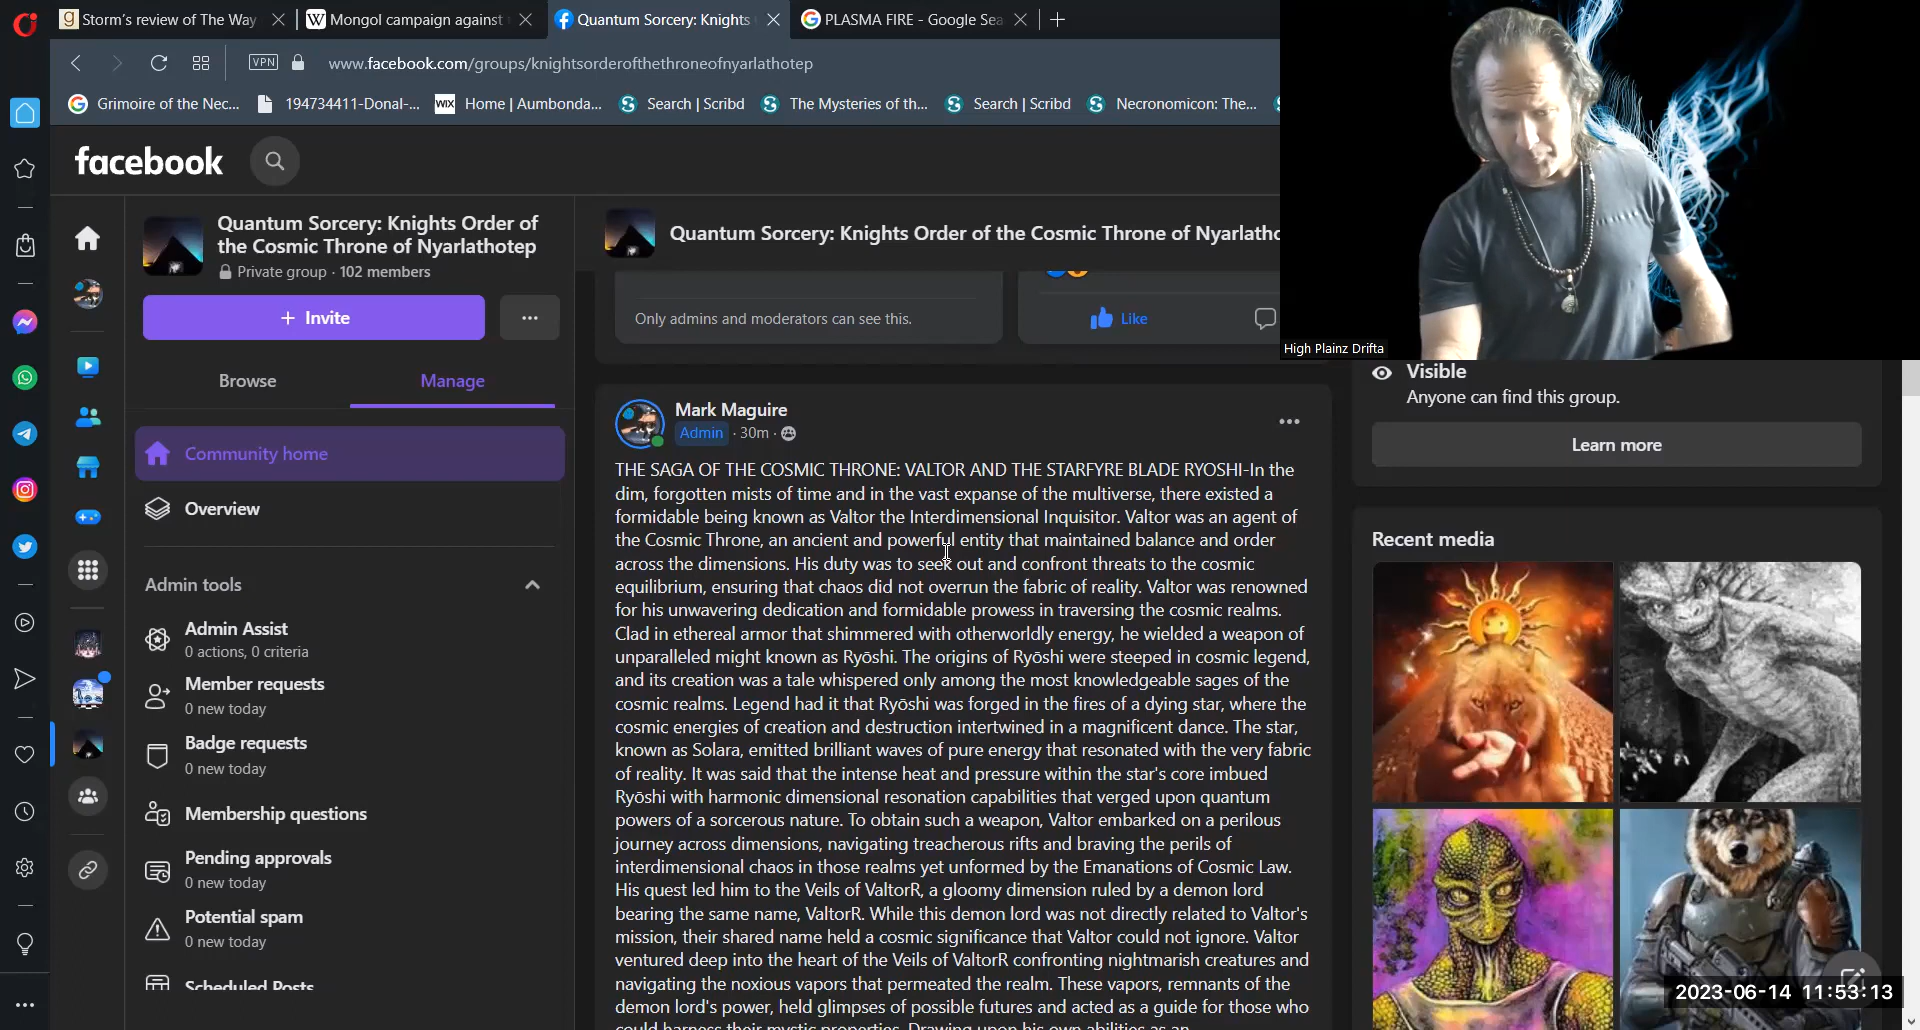 Storm's review of The Way
Mongol campaign against
Quantum Sorcery: Knights
PLASMA FIRE - Google Sea
VPN
www.facebook.com/groups/knightsorderofthethroneofnyarlathotep
Grimoire of the Nec...
194734411-Donal-...
WIX Home | Aumbonda...
Search | Scribd
The Mysteries of th...
Search | Scribd
Necronomicon: The...
facebook
Quantum Sorcery: Knights Order of
the Cosmic Throne of Nyarlathotep
Private group · 102 members
+ Invite
Browse
Manage
Community home
Overview
Admin tools
Admin Assist
0 actions, 0 criteria
Member requests
0 new today
Badge requests
0 new today
Membership questions
Pending approvals
0 new today
Potential spam
0 new today
Scheduled Posts
Quantum Sorcery: Knights Order of the Cosmic Throne of Nyarlatho
Only admins and moderators can see this.
Like
Mark Maguire
Admin · 30m
THE SAGA OF THE COSMIC THRONE: VALTOR AND THE STARFYRE BLADE RYOSHI-In the
dim, forgotten mists of time and in the vast expanse of the multiverse, there existed a
formidable being known as Valtor the Interdimensional Inquisitor. Valtor was an agent of
the Cosmic Throne, an ancient and powerful entity that maintained balance and order
across the dimensions. His duty was to seek out and confront threats to the cosmic
equilibrium, ensuring that chaos did not overrun the fabric of reality. Valtor was renowned
for his unwavering dedication and formidable prowess in traversing the cosmic realms.
Clad in ethereal armor that shimmered with otherworldly energy, he wielded a weapon of
unparalleled might known as Ryōshi. The origins of Ryōshi were steeped in cosmic legend,
and its creation was a tale whispered only among the most knowledgeable sages of the
cosmic realms. Legend had it that Ryōshi was forged in the fires of a dying star, where the
cosmic energies of creation and destruction intertwined in a magnificent dance. The star,
known as Solara, emitted brilliant waves of pure energy that resonated with the very fabric
of reality. It was said that the intense heat and pressure within the star's core imbued
Ryōshi with harmonic dimensional resonation capabilities that verged upon quantum
powers of a sorcerous nature. To obtain such a weapon, Valtor embarked on a perilous
journey across dimensions, navigating treacherous rifts and braving the perils of
interdimensional chaos in those realms yet unformed by the Emanations of Cosmic Law.
His quest led him to the Veils of ValtorR, a gloomy dimension ruled by a demon lord
bearing the same name, ValtorR. While this demon lord was not directly related to Valtor's
mission, their shared name held a cosmic significance that Valtor could not ignore. Valtor
ventured deep into the heart of the Veils of ValtorR confronting nightmarish creatures and
navigating the noxious vapors that permeated the realm. These vapors, remnants of the
demon lord's power, held glimpses of possible futures and acted as a guide for those who
could harness their mystic properties. Drawing upon his own abilities as an
High Plainz Drifta
Visible
Anyone can find this group.
Learn more
Recent media
2023-06-14 11:53:13